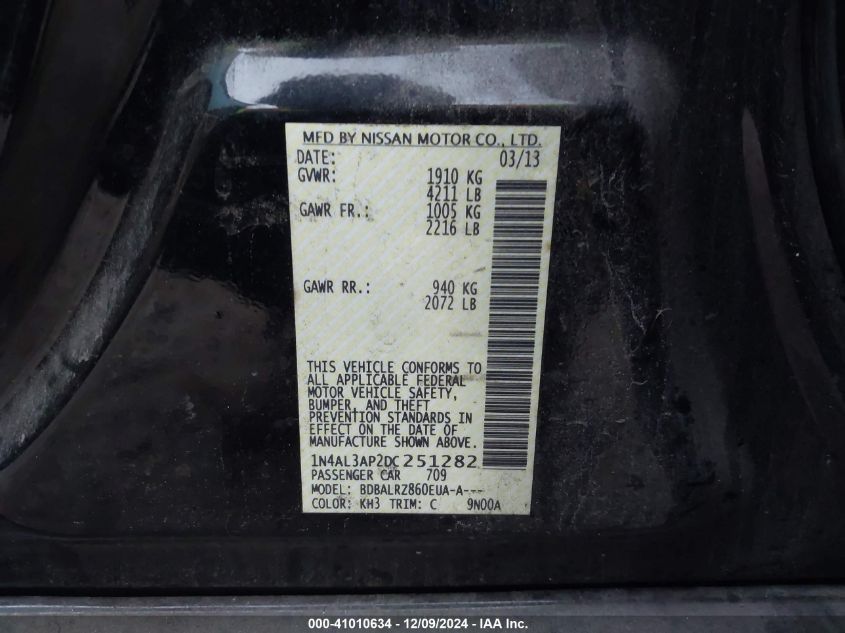 MFD BY NISSAN MOTOR CO., LTD.
DATE: 03/13
GVWR: 1910 KG
4211 LB
GAWR FR.: 1005 KG
2216 LB
GAWR RR.: 940 KG
2072 LB
THIS VEHICLE CONFORMS TO
ALL APPLICABLE FEDERAL
MOTOR VEHICLE SAFETY,
BUMPER, AND THEFT
PREVENTION STANDARDS IN
EFFECT ON THE DATE OF
MANUFACTURE SHOWN ABOVE.
1N4AL3AP2DC251282
PASSENGER CAR 709
MODEL: BDBALRZ860EUA-A---
COLOR: KH3 TRIM: C 9N00A
000-41010634 - 12/09/2024 - IAA Inc.